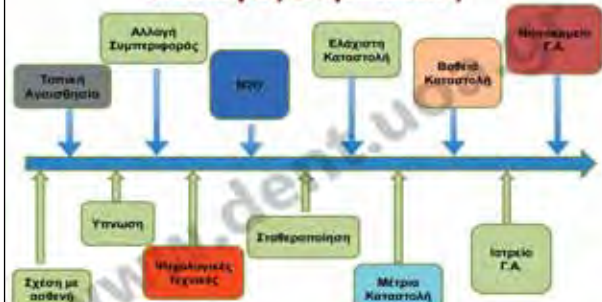 Αλλαγή
Συμπεριφοράς
Ελάχιστη
Καταστολή
Νοσοκομείο
Γ.Α.
Τοπική
Αναισθησία
N2O
Βαθειά
Καταστολή
Ύπνωση
Ψυχολογικές
τεχνικές
Σταθεροποίηση
Ιατρείο
Γ.Α.
Σχέση με
ασθενή
Μέτρια
Καταστολή